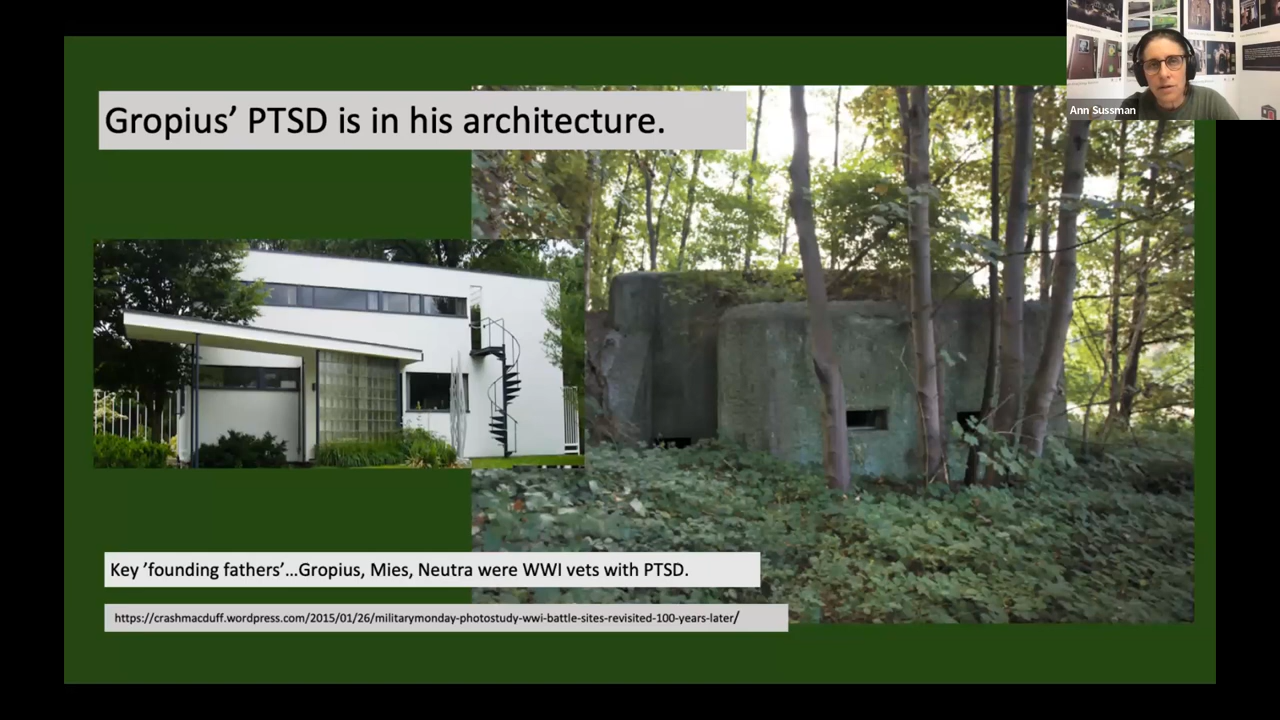 Gropius’ PTSD is in his architecture.
Ann Sussman
Key ’founding fathers’...Gropius, Mies, Neutra were WWI vets with PTSD.
https://crashmacduff.wordpress.com/2015/01/26/militarymonday-photostudy-wwi-battle-sites-revisited-100-years-later/